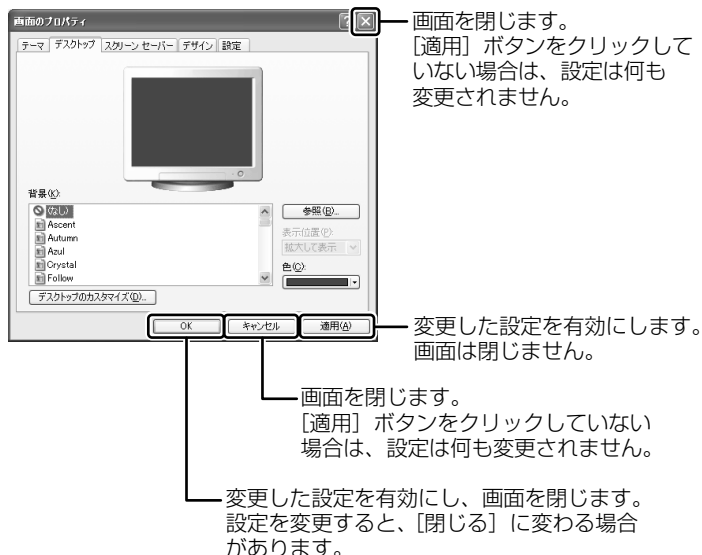 画面のプロパティ
画面を閉じます。
［適用］ボタンをクリックして
いない場合は、設定は何も
変更されません。
テーマ デスクトップ スクリーン セーバー デザイン 設定
背景(K):
(なし)
Ascent
Autumn
Azul
Crystal
Follow
参照(B)...
表示位置(P):
拡大して表示
色(C):
デスクトップのカスタマイズ(D)...
OK キャンセル 適用(A)
変更した設定を有効にします。
画面は閉じません。
画面を閉じます。
［適用］ボタンをクリックしていない
場合は、設定は何も変更されません。
変更した設定を有効にし、画面を閉じます。
設定を変更すると、［閉じる］に変わる場合
があります。